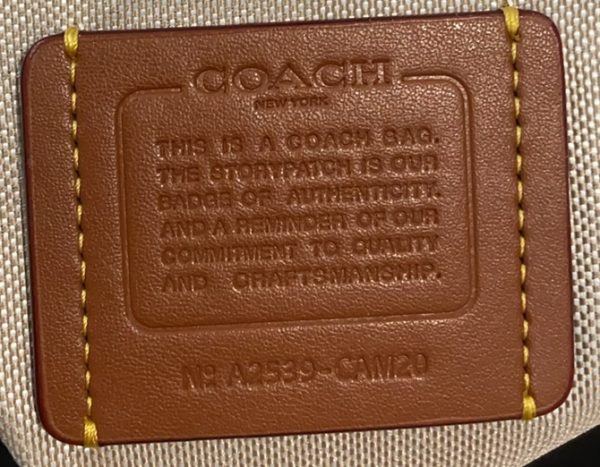 COACH
NEW YORK
THIS IS A COACH BAG.
THE STORYPATCH IS OUR
BADGE OF AUTHENTICITY.
AND A REMINDER OF OUR
COMMITMENT TO QUALITY
AND CRAFTSMANSHIP.
Nº A2539-CAM20